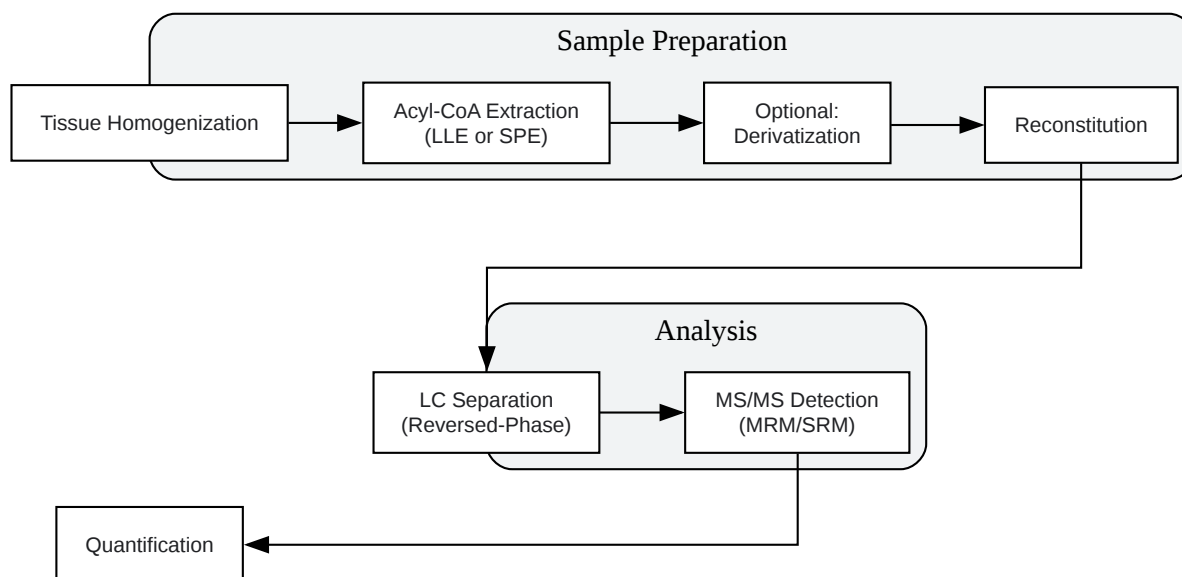 Sample Preparation
Tissue Homogenization
Acyl-CoA Extraction
(LLE or SPE)
Optional:
Derivatization
Reconstitution
Analysis
LC Separation
(Reversed-Phase)
MS/MS Detection
(MRM/SRM)
Quantification